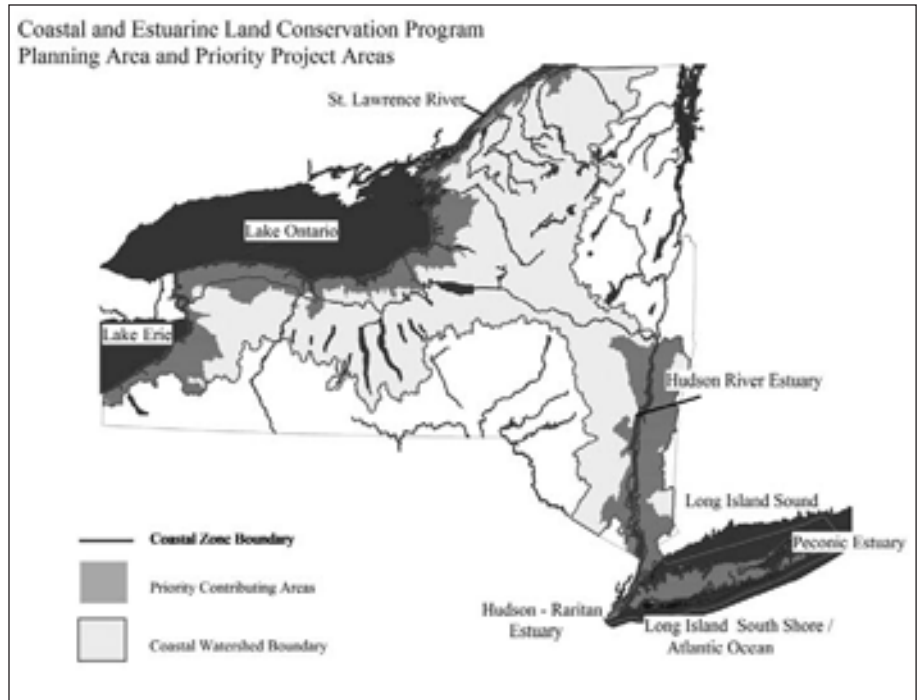 Coastal and Estuarine Land Conservation Program
Planning Area and Priority Project Areas
St. Lawrence River
Lake Ontario
Lake Erie
Hudson River Estuary
Long Island Sound
Peconic Estuary
Coastal Zone Boundary
Priority Contributing Areas
Coastal Watershed Boundary
Hudson - Raritan
Estuary
Long Island South Shore /
Atlantic Ocean